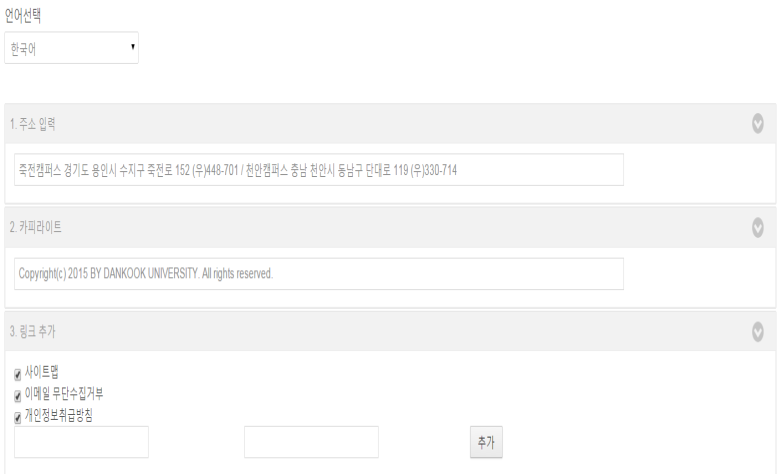 언어선택
한국어
1. 주소 입력
죽전캠퍼스 경기도 용인시 수지구 죽전로 152 (우)448-701 / 천안캠퍼스 충남 천안시 동남구 단대로 119 (우)330-714
2. 카피라이트
Copyright(c) 2015 BY DANKOOK UNIVERSITY. All rights reserved.
3. 링크 추가
사이트맵
이메일 무단수집거부
개인정보취급방침
추가